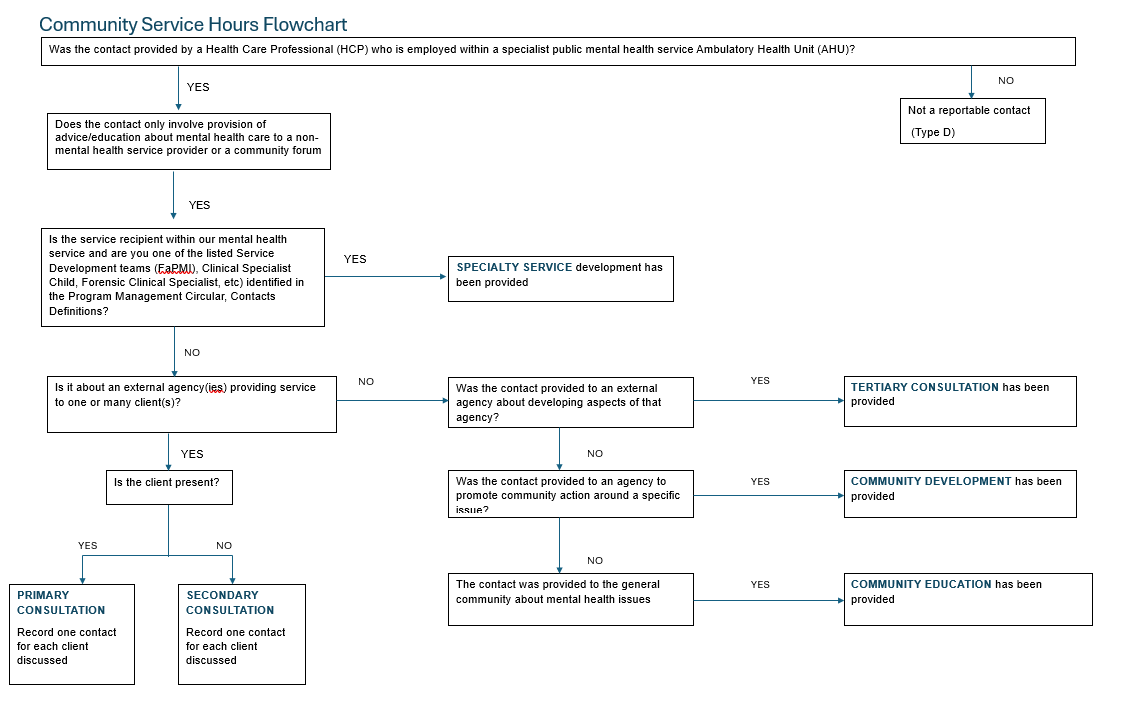 Community Service Hours Flowchart
Was the contact provided by a Health Care Professional (HCP) who is employed within a specialist public mental health service Ambulatory Health Unit (AHU)?
YES
NO
Not a reportable contact
(Type D)
Does the contact only involve provision of
advice/education about mental health care to a non-
mental health service provider or a community forum
YES
Is the service recipient within our mental health
service and are you one of the listed Service
Development teams (FaPMI), Clinical Specialist
Child, Forensic Clinical Specialist, etc) identified in
the Program Management Circular, Contacts
Definitions?
YES
SPECIALTY SERVICE development has
been provided
NO
Is it about an external agency(ies) providing service
to one or many client(s)?
NO
Was the contact provided to an external
agency about developing aspects of that
agency?
YES
TERTIARY CONSULTATION has been
provided
YES
NO
Is the client present?
Was the contact provided to an agency to
promote community action around a specific
issue?
YES
COMMUNITY DEVELOPMENT has been
provided
YES
NO
NO
The contact was provided to the general
community about mental health issues
YES
COMMUNITY EDUCATION has been
provided
PRIMARY
CONSULTATION
Record one contact
for each client
discussed
SECONDARY
CONSULTATION
Record one contact
for each client
discussed